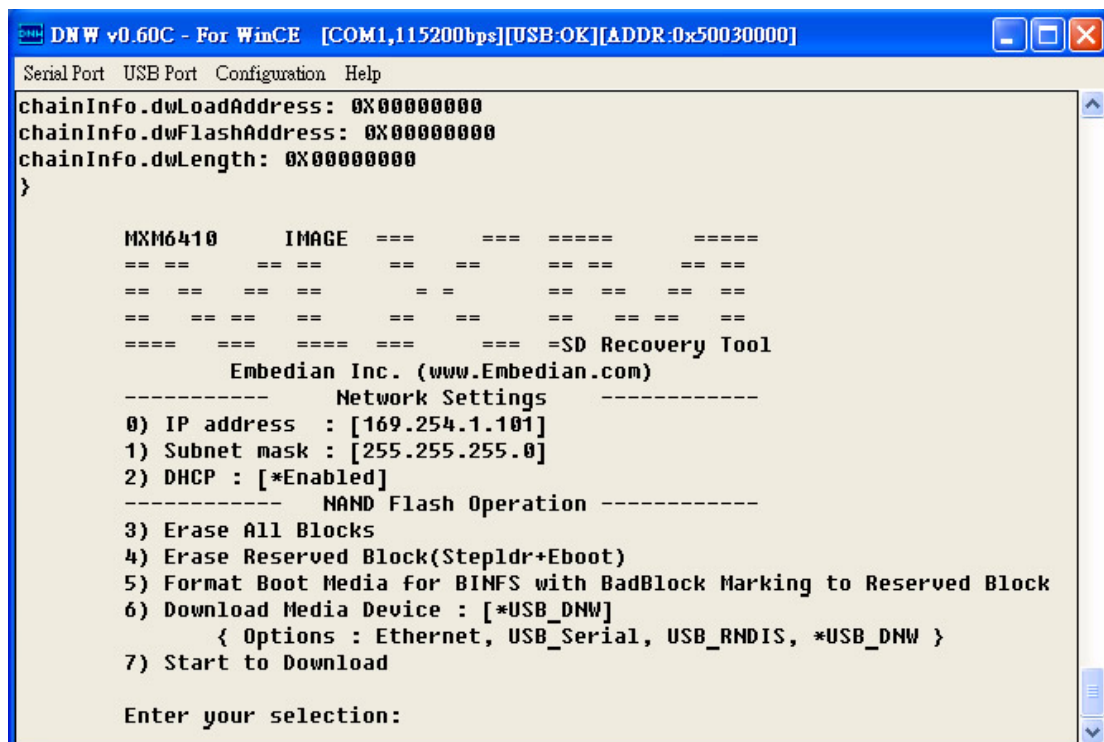 DNW v0.60C - For WinCE   [COM1,115200bps][USB:OK][ADDR:0x50030000]
Serial Port  USB Port  Configuration  Help
chainInfo.dwLoadAddress: 0X00000000
chainInfo.dwFlashAddress: 0X00000000
chainInfo.dwLength: 0X00000000
}
MXM6410      IMAGE  ===      ===  =====       =====
== ==      == ==      ==    ==      == ==      == ==
==   ==    ==   ==       = =        ==   ==    ==   ==
==    == ==    ==      ==    ==      ==    == ==    ==
====    ===    ====  ===       ===  =SD Recovery Tool
Embedian Inc. (www.Embedian.com)
-----------      Network Settings     ------------
0) IP address  : [169.254.1.101]
1) Subnet mask : [255.255.255.0]
2) DHCP : [*Enabled]
------------   NAND Flash Operation ------------
3) Erase All Blocks
4) Erase Reserved Block(Stepldr+Eboot)
5) Format Boot Media for BINFS with BadBlock Marking to Reserved Block
6) Download Media Device : [*USB_DNW]
{ Options : Ethernet, USB_Serial, USB_RNDIS, *USB_DNW }
7) Start to Download
Enter your selection: